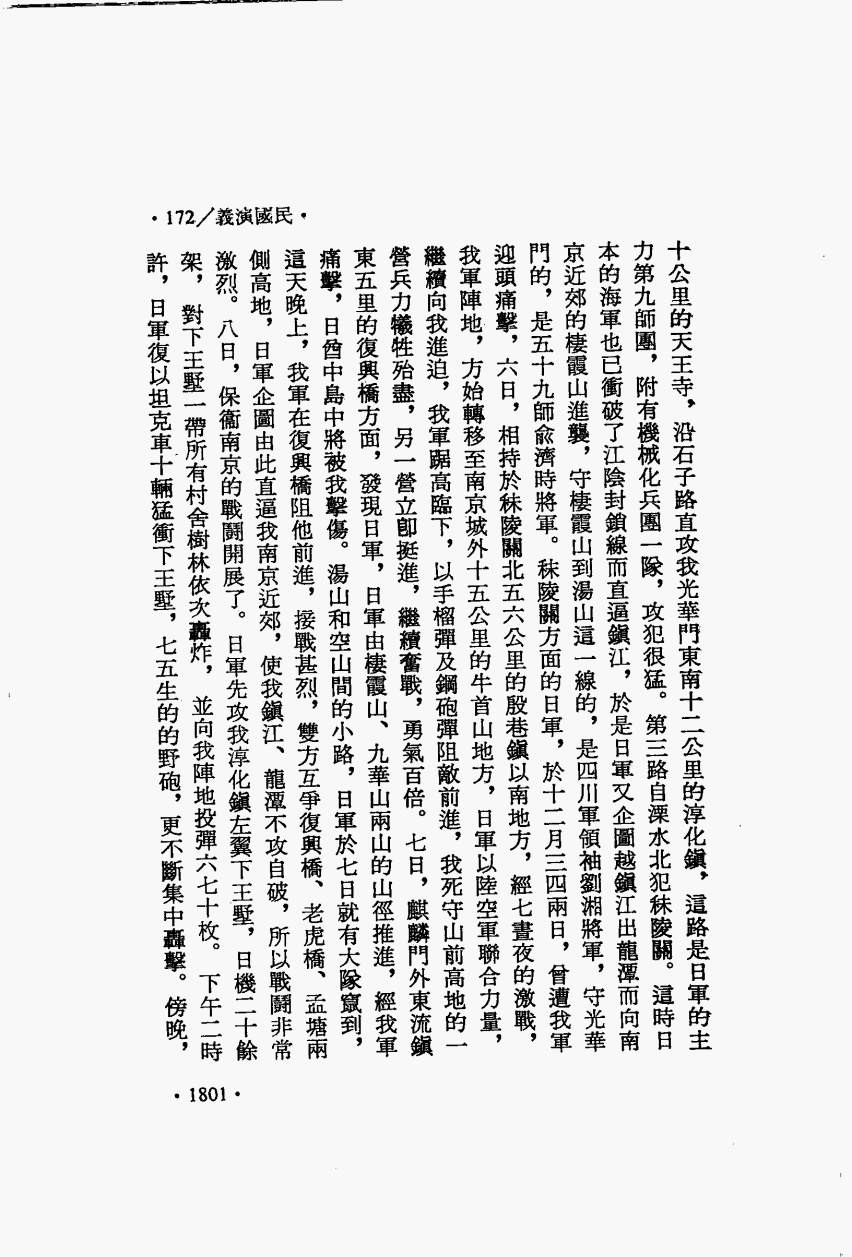 •172/義演國民•
十公里的天王寺，沿石子路直攻我光華門東南十二公里的淳化鎭，這路是日軍的主
力第九師團，附有機械化兵團一隊，攻犯很猛。第三路自溧水北犯秣陵關。這時日
本的海軍也已衝破了江陰封鎖線而直逼鎭江，於是日軍又企圖越鎭江出龍潭而向南
京近郊的棲霞山進襲，守棲霞山到湯山這一線的，是四川軍領袖劉湘將軍，守光華
門的，是五十九師兪濟時將軍。秣陵關方面的日軍，於十二月三四兩日，曾遭我軍
迎頭痛擊，六日，相持於秣陵關北五六公里的殷巷鎭以南地方，經七晝夜的激戰，
我軍陣地，方始轉移至南京城外十五公里的牛首山地方，日軍以陸空軍聯合力量，
繼續向我進迫，我軍踞高臨下，以手榴彈及鋼砲彈阻敵前進，我死守山前高地的一
營兵力犧牲殆盡，另一營立卽挺進，繼續奮戰，勇氣百倍。七日，麒麟門外東流鎭
東五里的復興橋方面，發現日軍，日軍由棲霞山、九華山兩山的山徑推進，經我軍
痛擊，日酋中島中將被我擊傷。湯山和空山間的小路，日軍於七日就有大隊竄到，
這天晚上，我軍在復興橋阻他前進，接戰甚烈，雙方互爭復興橋、老虎橋、孟塘兩
側高地，日軍企圖由此直逼我南京近郊，使我鎭江、龍潭不攻自破，所以戰鬪非常
激烈。八日，保衞南京的戰鬪開展了。日軍先攻我淳化鎭左翼下王墅，日機二十餘
架，對下王墅一帶所有村舍樹林依次轟炸，並向我陣地投彈六七十枚。下午二時
許，日軍復以坦克車十輛猛衝下王墅，七五生的的野砲，更不斷集中轟擊。傍晚，
•1801•